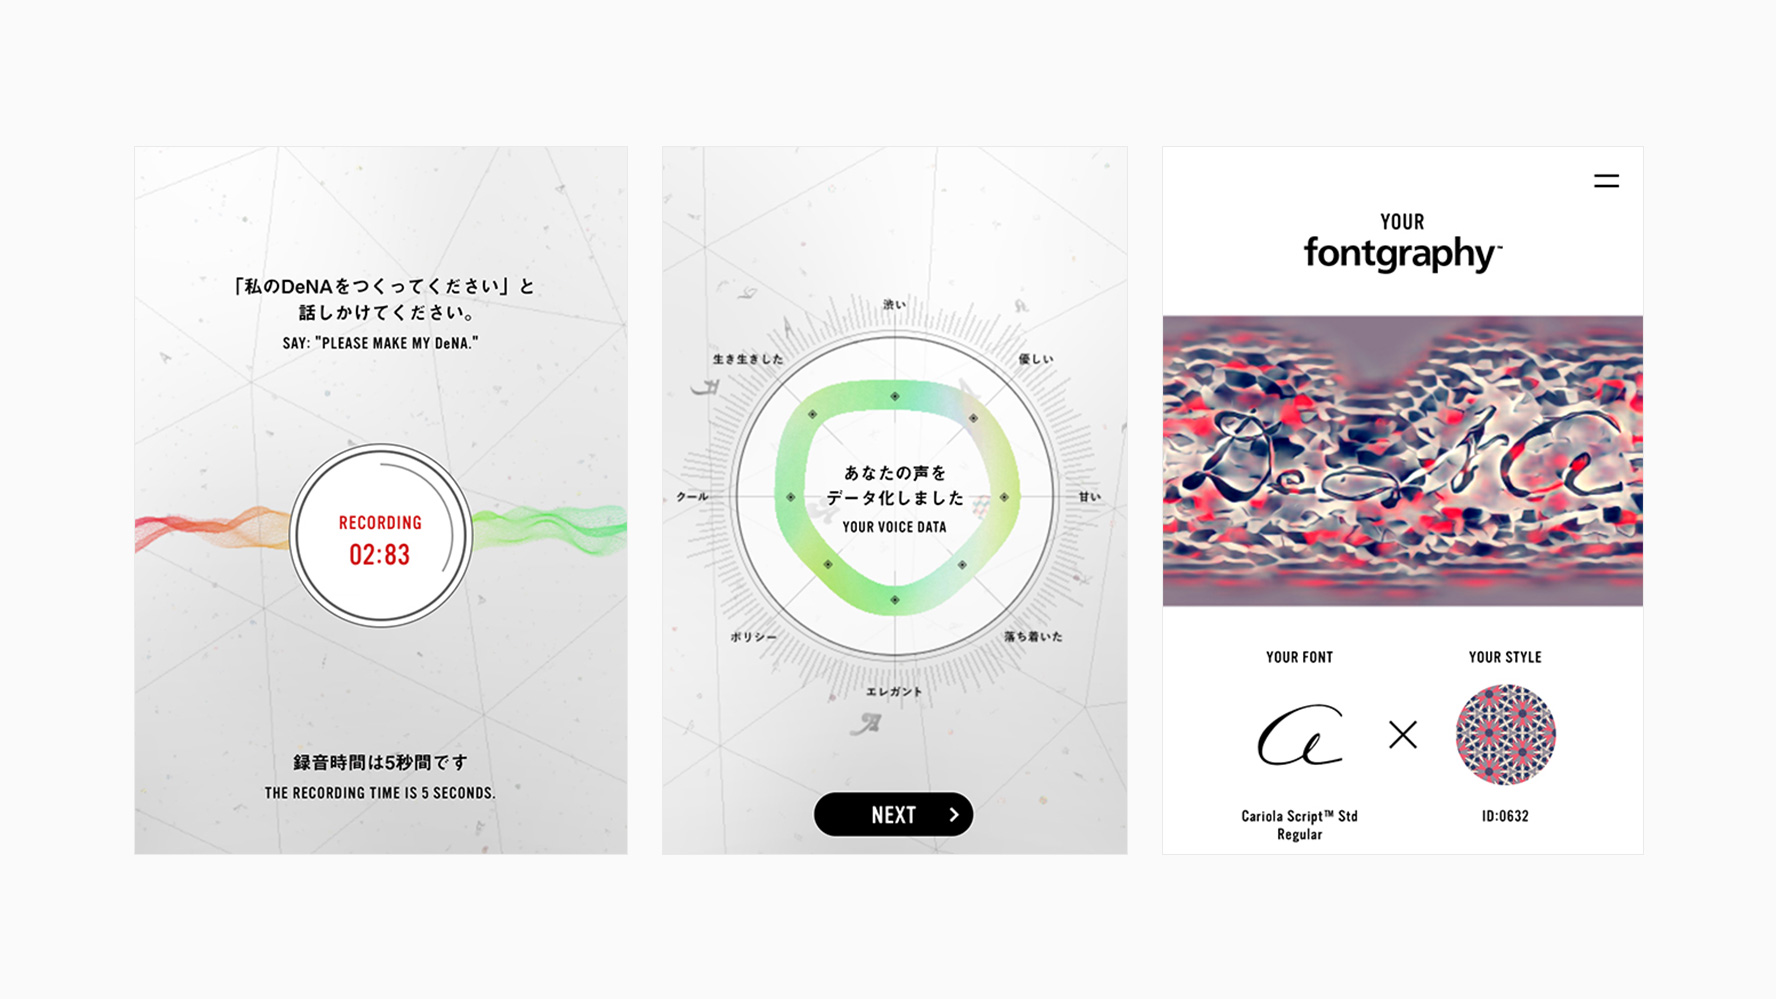 「私のDeNAをつくってください」と
話しかけてください。
SAY: "PLEASE MAKE MY DeNA."
RECORDING
02:83
録音時間は5秒間です
THE RECORDING TIME IS 5 SECONDS.
渋い
生き生きした
優しい
クール
甘い
あなたの声を
データ化しました
YOUR VOICE DATA
ポリシー
落ち着いた
エレガント
NEXT
YOUR
fontgraphy™
DeNA
YOUR FONT
YOUR STYLE
a
×
Cariola Script™ Std
Regular
ID:0632